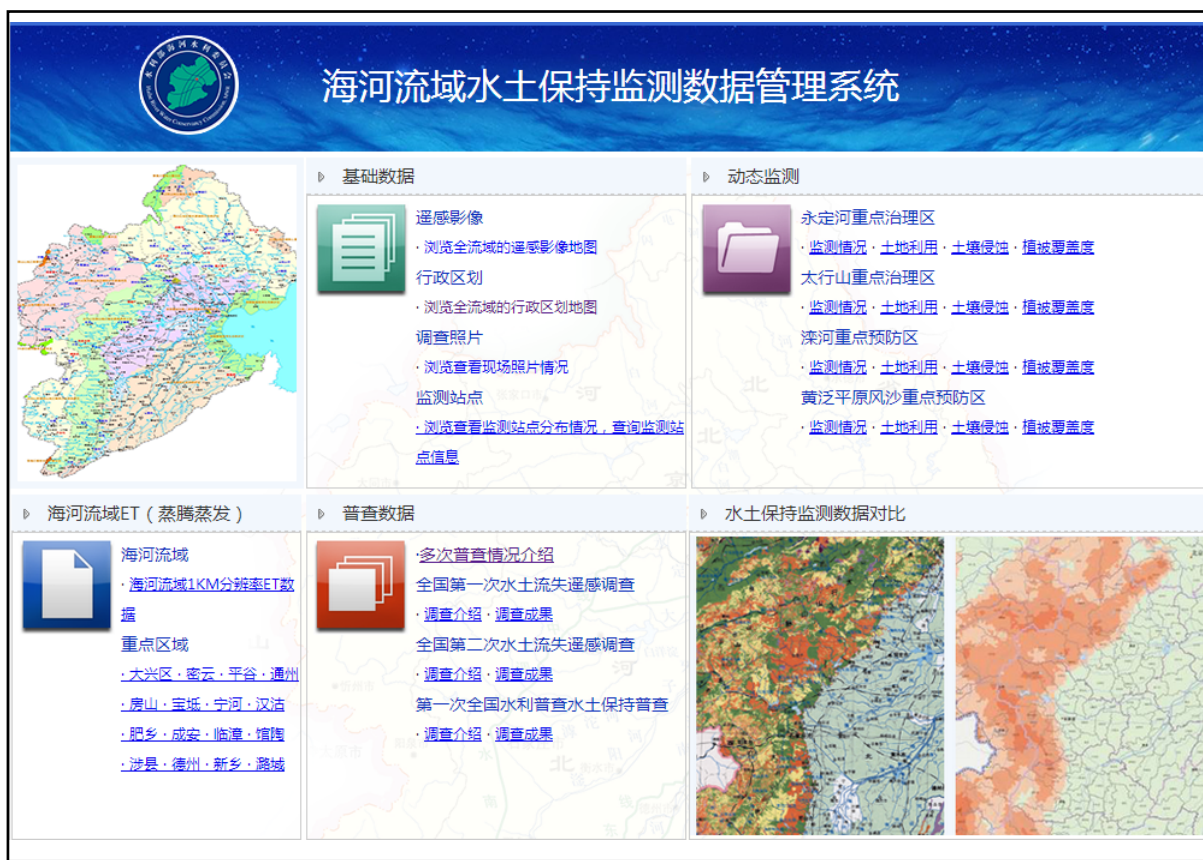 水利部海河水利委员会
海河流域水土保持监测数据管理系统
基础数据
遥感影像
· 浏览全流域的遥感影像地图
行政区划
· 浏览全流域的行政区划地图
调查照片
· 浏览查看现场照片情况
监测站点
· 浏览查看监测站点分布情况，查询监测站
点信息
动态监测
永定河重点治理区
· 监测情况 · 土地利用 · 土壤侵蚀 · 植被覆盖度
太行山重点治理区
· 监测情况 · 土地利用 · 土壤侵蚀 · 植被覆盖度
滦河重点预防区
· 监测情况 · 土地利用 · 土壤侵蚀 · 植被覆盖度
黄泛平原风沙重点预防区
· 监测情况 · 土地利用 · 土壤侵蚀 · 植被覆盖度
海河流域ET（蒸腾蒸发）
海河流域
· 海河流域1KM分辨率ET数
据
重点区域
· 大兴区 · 密云 · 平谷 · 通州
· 房山 · 宝坻 · 宁河 · 汉沽
· 肥乡 · 成安 · 临漳 · 馆陶
· 涉县 · 德州 · 新乡 · 潞城
普查数据
·多次普查情况介绍
全国第一次水土流失遥感调查
· 调查介绍 · 调查成果
全国第二次水土流失遥感调查
· 调查介绍 · 调查成果
第一次全国水利普查水土保持普查
· 调查介绍 · 调查成果
水土保持监测数据对比